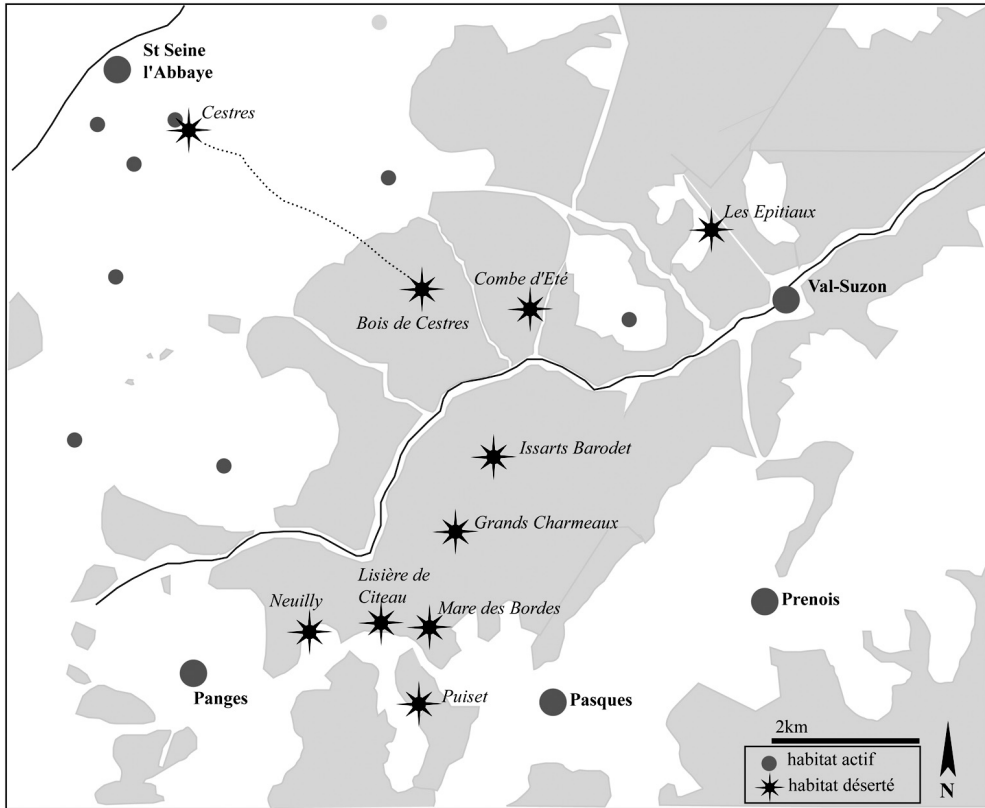 St Seine
l'Abbaye
Cestres
Les Epitiaux
Combe d'Eté
Val-Suzon
Bois de Cestres
Issarts Barodet
Grands Charmeaux
Lisière de
Citeau
Neuilly
Mare des Bordes
Prenois
Panges
Puiset
Pasques
2km
habitat actif
habitat déserté
N